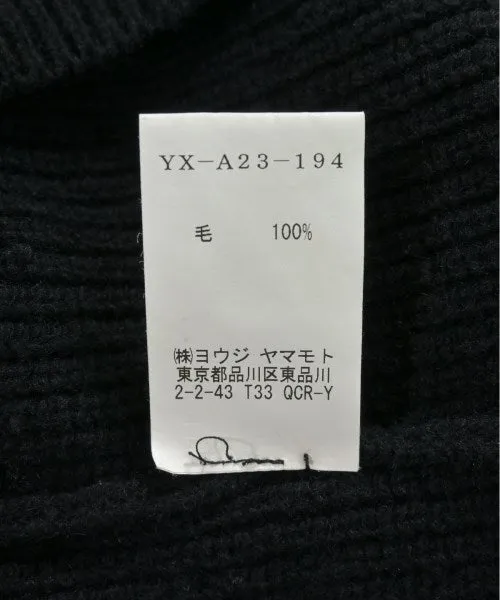 YX-A23-194
毛 100%
㈱ヨウジ ヤマモト
東京都品川区東品川
2-2-43 T33 QCR-Y